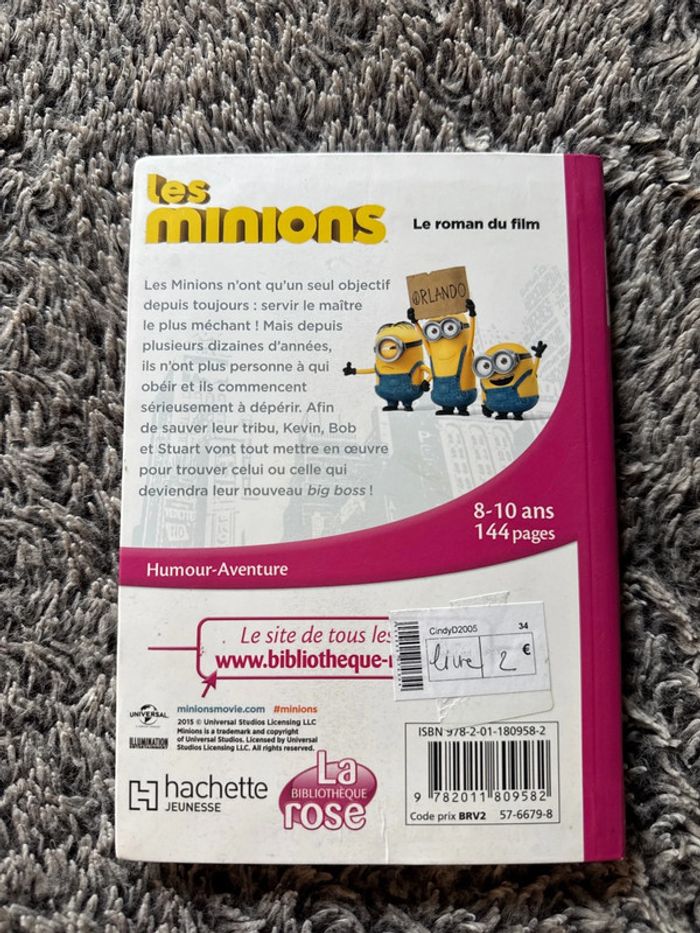 les
minions
Le roman du film
ORLANDO
Les Minions n'ont qu'un seul objectif
depuis toujours : servir le maître
le plus méchant ! Mais depuis
plusieurs dizaines d'années,
ils n'ont plus personne à qui
obéir et ils commencent
sérieusement à dépérir. Afin
de sauver leur tribu, Kevin, Bob
et Stuart vont tout mettre en œuvre
pour trouver celui ou celle qui
deviendra leur nouveau big boss !
8-10 ans
144 pages
Humour-Aventure
Le site de tous les
www.bibliotheque-
CindyD2005 34
livre 2 €
UNIVERSAL
ILLUMINATION
minionsmovie.com #minions
2015 © Universal Studios Licensing LLC
Minions is a trademark and copyright
of Universal Studios. Licensed by Universal
Studios Licensing LLC. All rights reserved.
hachette
JEUNESSE
La
BIBLIOTHÈQUE
rose
ISBN 978-2-01-180958-2
9 782011 809582
Code prix BRV2 57-6679-8